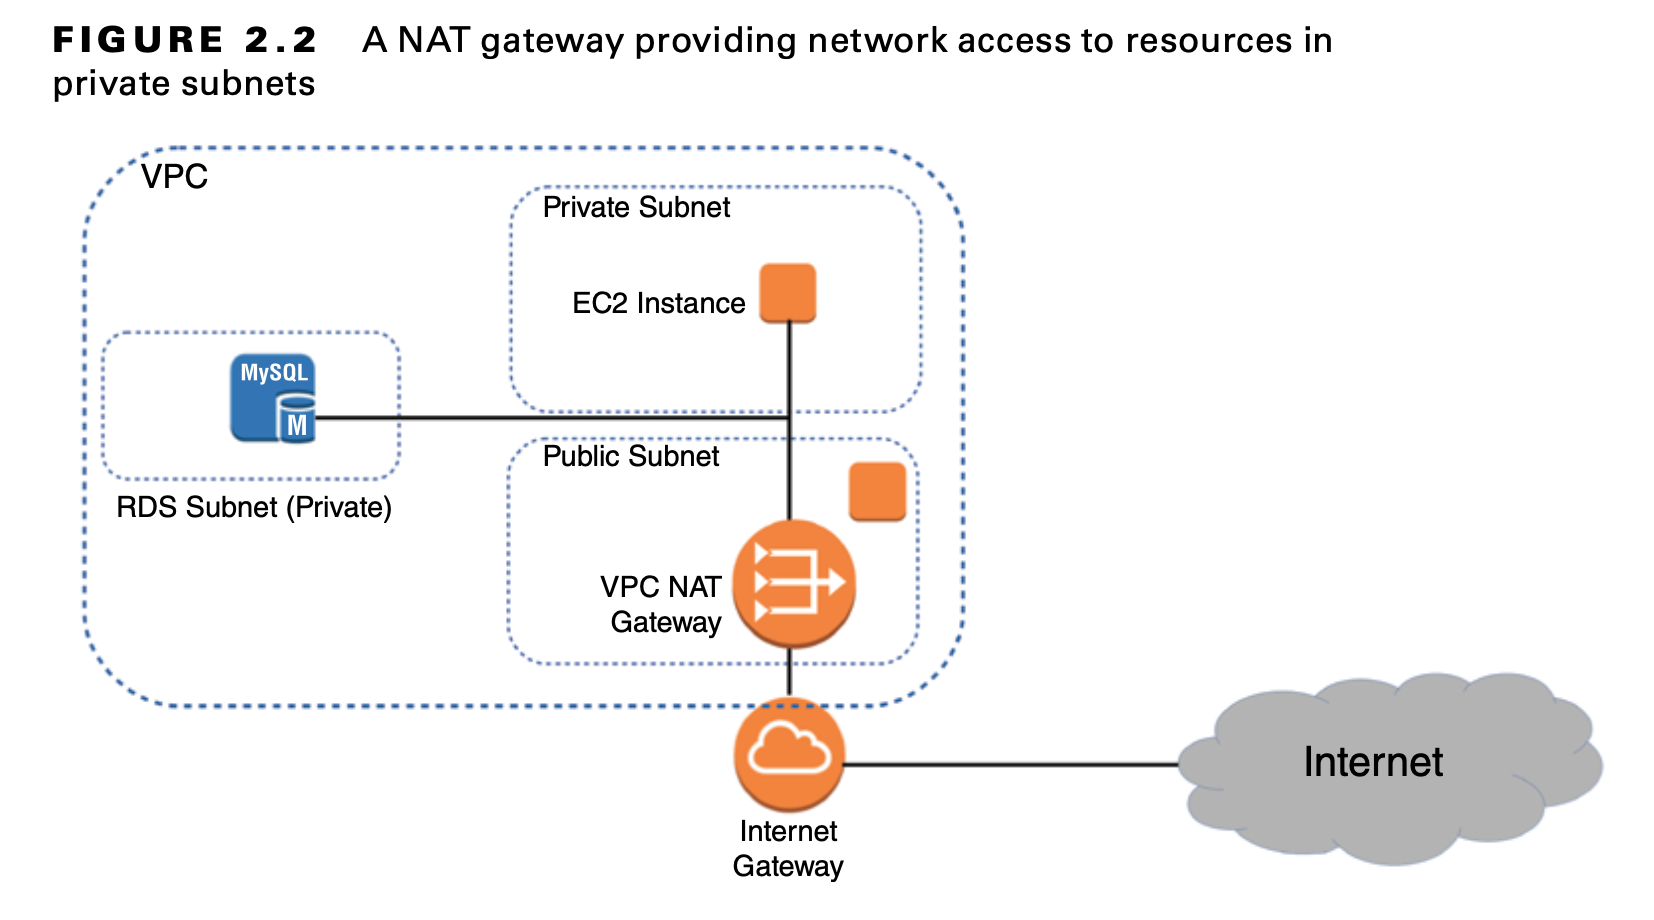 FIGURE 2.2 A NAT gateway providing network access to resources in
private subnets
VPC
Private Subnet
EC2 Instance
MySQL
M
RDS Subnet (Private)
Public Subnet
VPC NAT
Gateway
Internet
Gateway
Internet